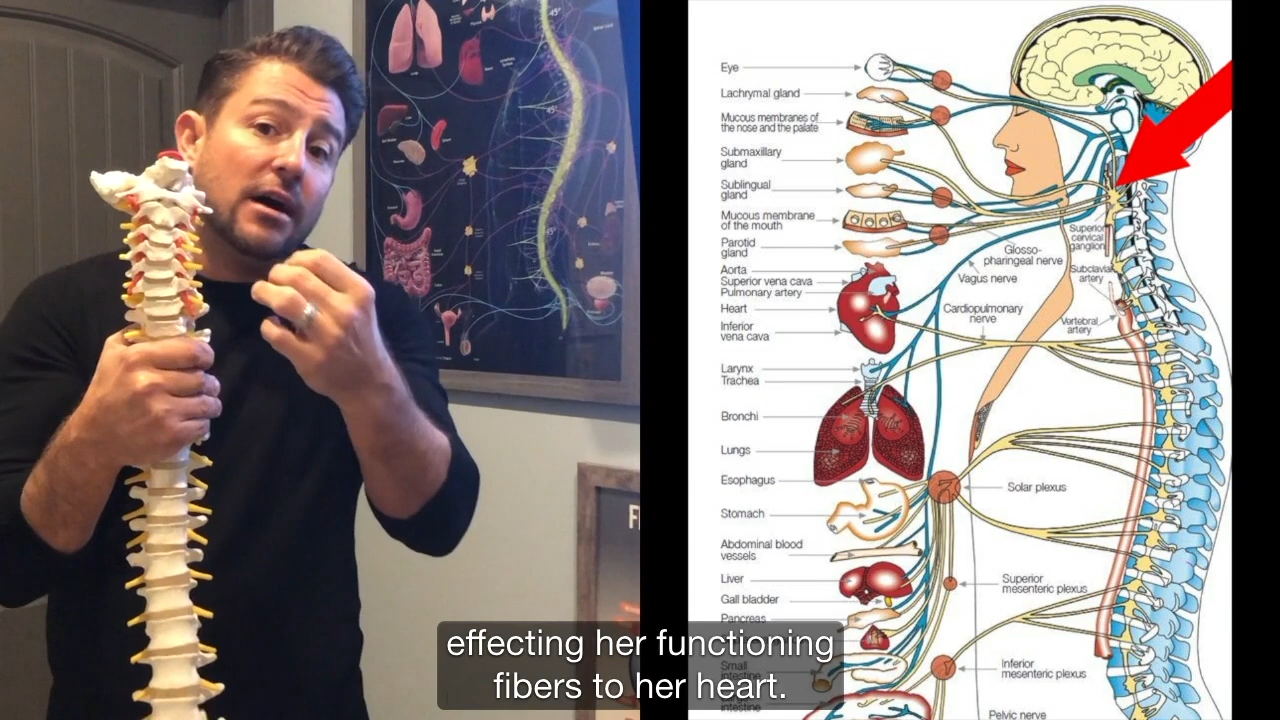 Eye
Lachrymal gland
Mucous membranes of
the nose and the palate
Submaxillary
gland
Sublingual
gland
Mucous membrane
of the mouth
Parotid
gland
Aorta
Superior vena cava
Pulmonary artery
Heart
Inferior
vena cava
Larynx
Trachea
Bronchi
Lungs
Esophagus
Stomach
Abdominal blood
vessels
Liver
Gall bladder
Pancreas
Small
intestine
Superior
cervical
ganglion
Glosso-
pharyngeal nerve
Subclavian
artery
Vagus nerve
Cardiopulmonary
nerve
Vertebral
artery
Solar plexus
Superior
mesenteric plexus
Inferior
mesenteric plexus
Pelvic nerve
F
effecting her functioning
fibers to her heart.